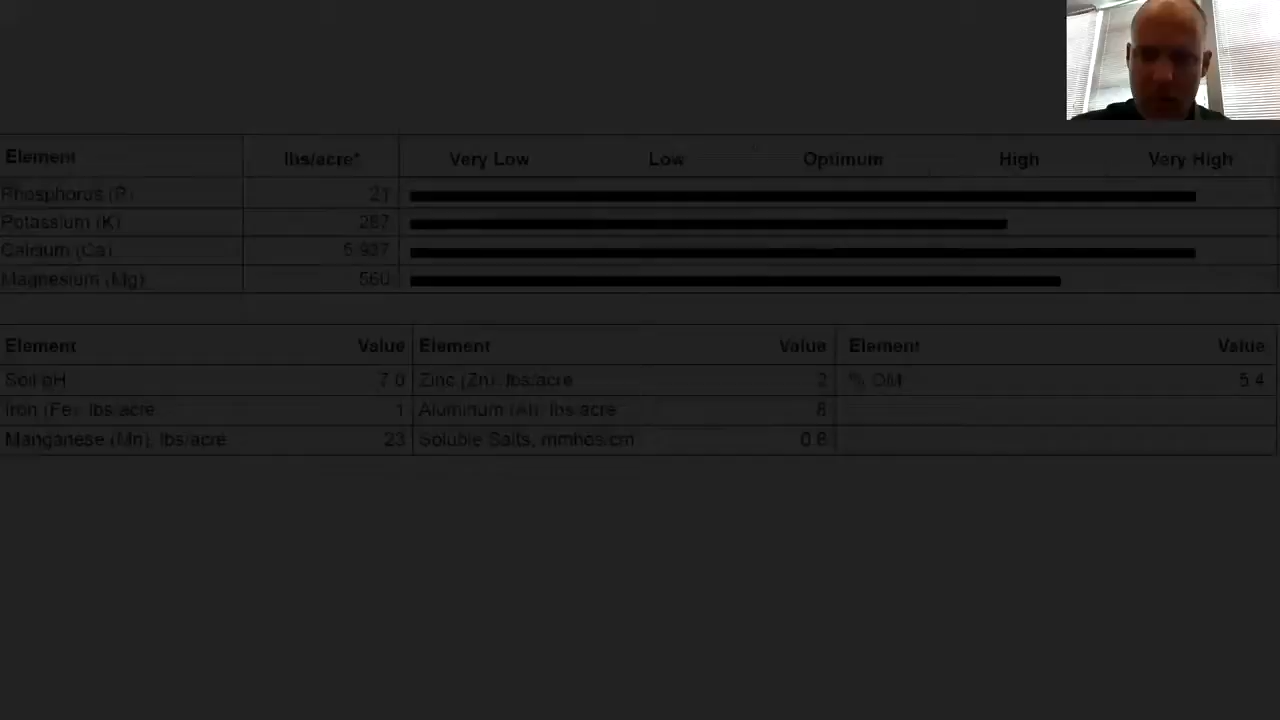 Element lbs/acre* Very Low Low Optimum High Very High
Phosphorus (P) 21
Potassium (K) 287
Calcium (Ca) 5,927
Magnesium (Mg) 560
Element Value Element Value Element Value
Soil pH 7.0 Zinc (Zn), lbs/acre 2 % OM 5.4
Iron (Fe), lbs/acre 1 Aluminum (Al), lbs/acre 8
Manganese (Mn), lbs/acre 23 Soluble Salts, mmhos/cm